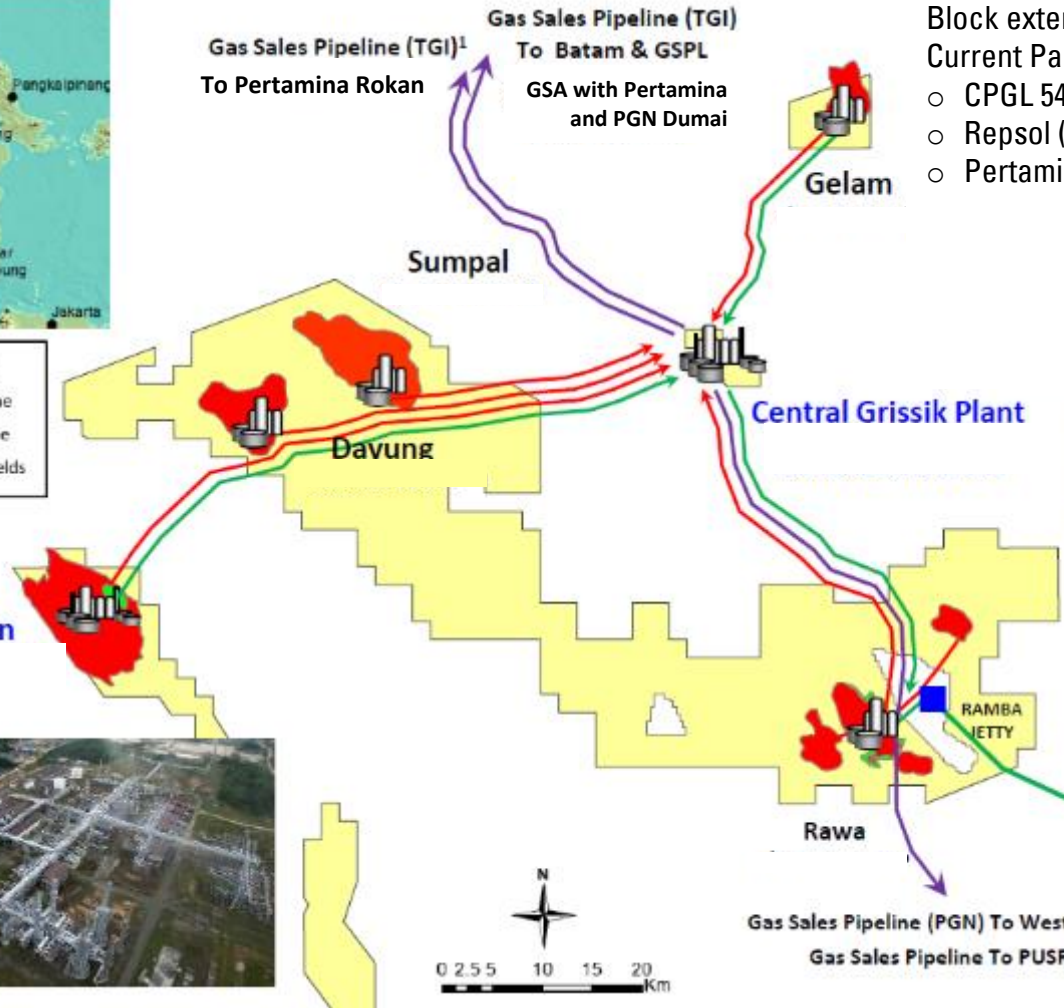 Pangkalpinang
Jakarta
Gas Sales Pipeline (TGI)¹
To Pertamina Rokan
Gas Sales Pipeline (TGI)
To Batam & GSPL
GSA with Pertamina
and PGN Dumai
Block exter
Current Pa
○ CPGL 54
○ Repsol (
○ Pertami
Gelam
Sumpal
Central Grissik Plant
Dayung
elds
n
RAMBA
JETTY
Rawa
N
0 2.5 5 10 15 20
Km
Gas Sales Pipeline (PGN) To West
Gas Sales Pipeline To PUSR